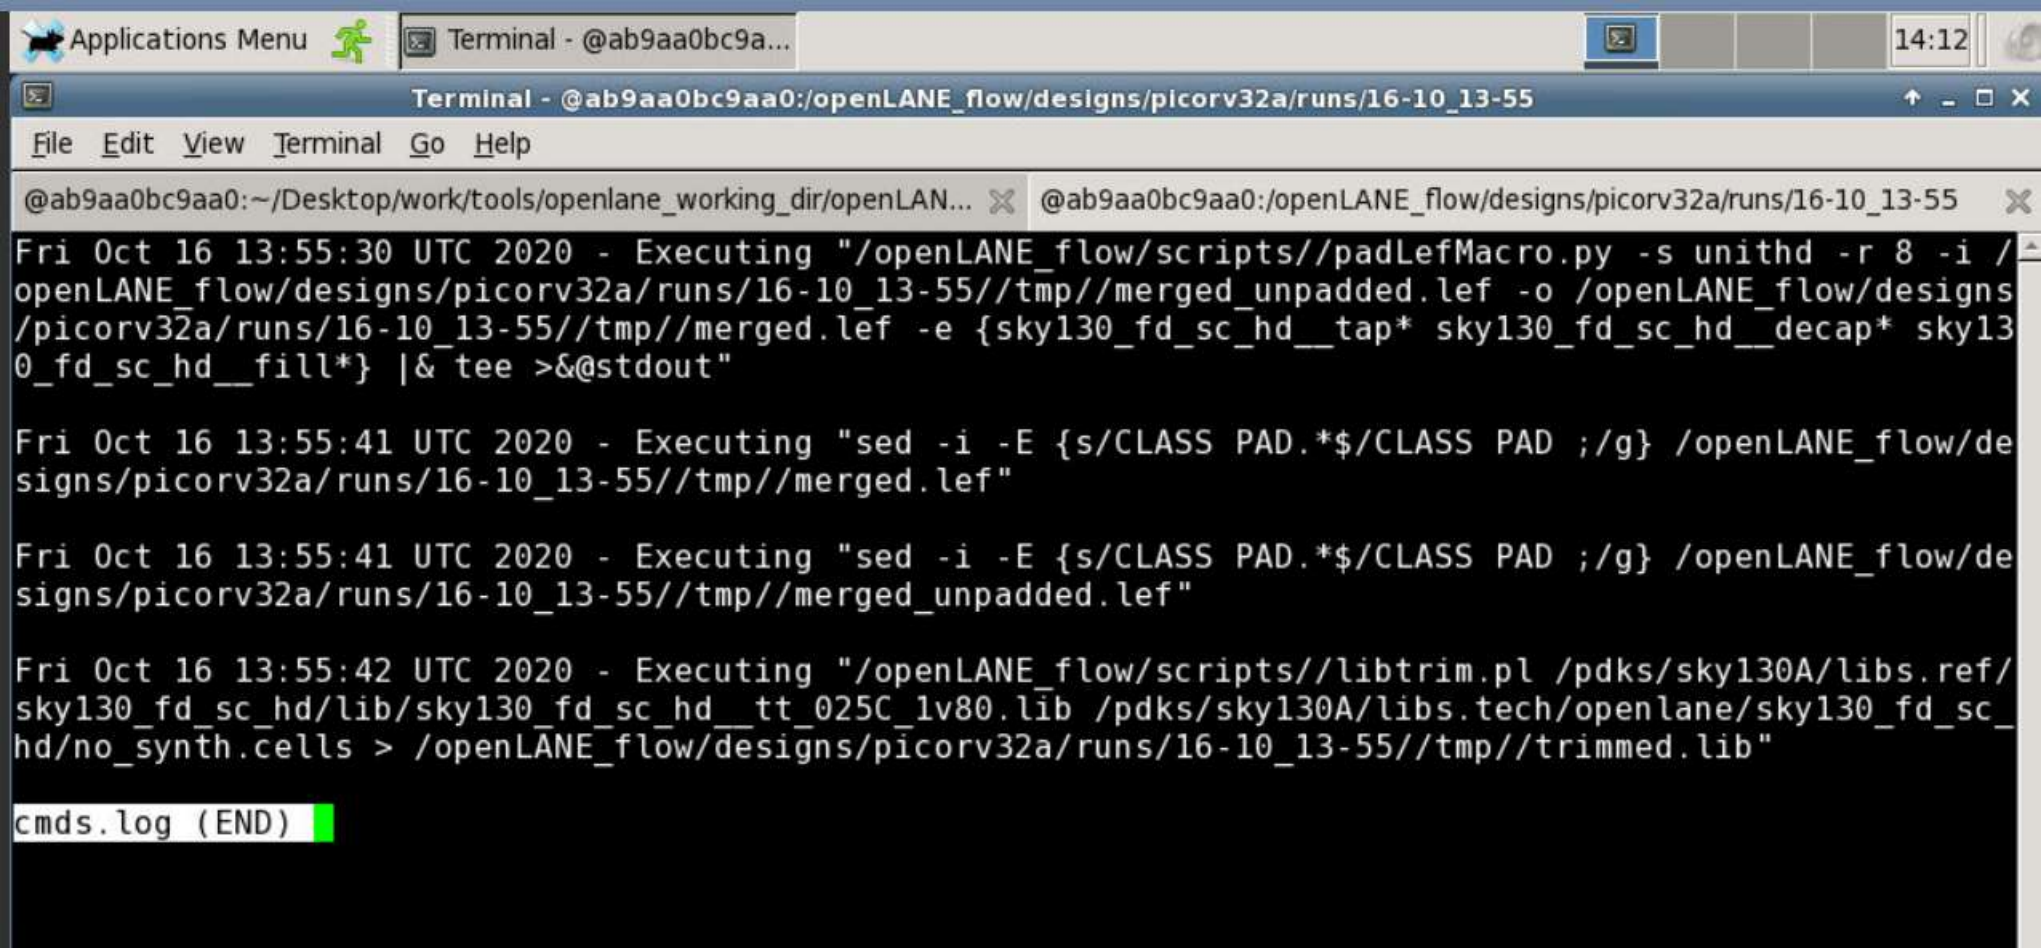 Applications Menu
Terminal - @ab9aa0bc9a...
14:12
Terminal - @ab9aa0bc9aa0:/openLANE_flow/designs/picorv32a/runs/16-10_13-55
File Edit View Terminal Go Help
@ab9aa0bc9aa0:~/Desktop/work/tools/openlane_working_dir/openLAN...
@ab9aa0bc9aa0:/openLANE_flow/designs/picorv32a/runs/16-10_13-55
Fri Oct 16 13:55:30 UTC 2020 - Executing "/openLANE_flow/scripts//padLefMacro.py -s unithd -r 8 -i /
openLANE_flow/designs/picorv32a/runs/16-10_13-55//tmp//merged_unpadded.lef -o /openLANE_flow/designs
/picorv32a/runs/16-10_13-55//tmp//merged.lef -e {sky130_fd_sc_hd__tap* sky130_fd_sc_hd__decap* sky13
0_fd_sc_hd__fill*} |& tee >&@stdout"
Fri Oct 16 13:55:41 UTC 2020 - Executing "sed -i -E {s/CLASS PAD.*$/CLASS PAD ;/g} /openLANE_flow/de
signs/picorv32a/runs/16-10_13-55//tmp//merged.lef"
Fri Oct 16 13:55:41 UTC 2020 - Executing "sed -i -E {s/CLASS PAD.*$/CLASS PAD ;/g} /openLANE_flow/de
signs/picorv32a/runs/16-10_13-55//tmp//merged_unpadded.lef"
Fri Oct 16 13:55:42 UTC 2020 - Executing "/openLANE_flow/scripts//libtrim.pl /pdks/sky130A/libs.ref/
sky130_fd_sc_hd/lib/sky130_fd_sc_hd__tt_025C_1v80.lib /pdks/sky130A/libs.tech/openlane/sky130_fd_sc_
hd/no_synth.cells > /openLANE_flow/designs/picorv32a/runs/16-10_13-55//tmp//trimmed.lib"
cmds.log (END)